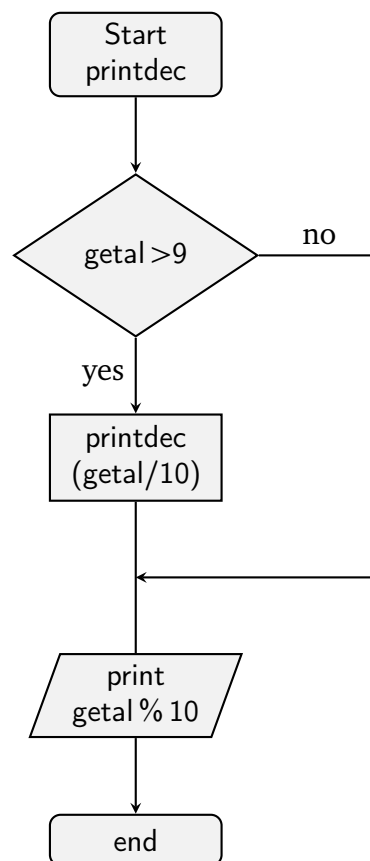 Start
printdec
getal >9
no
yes
printdec
(getal/10)
print
getal % 10
end